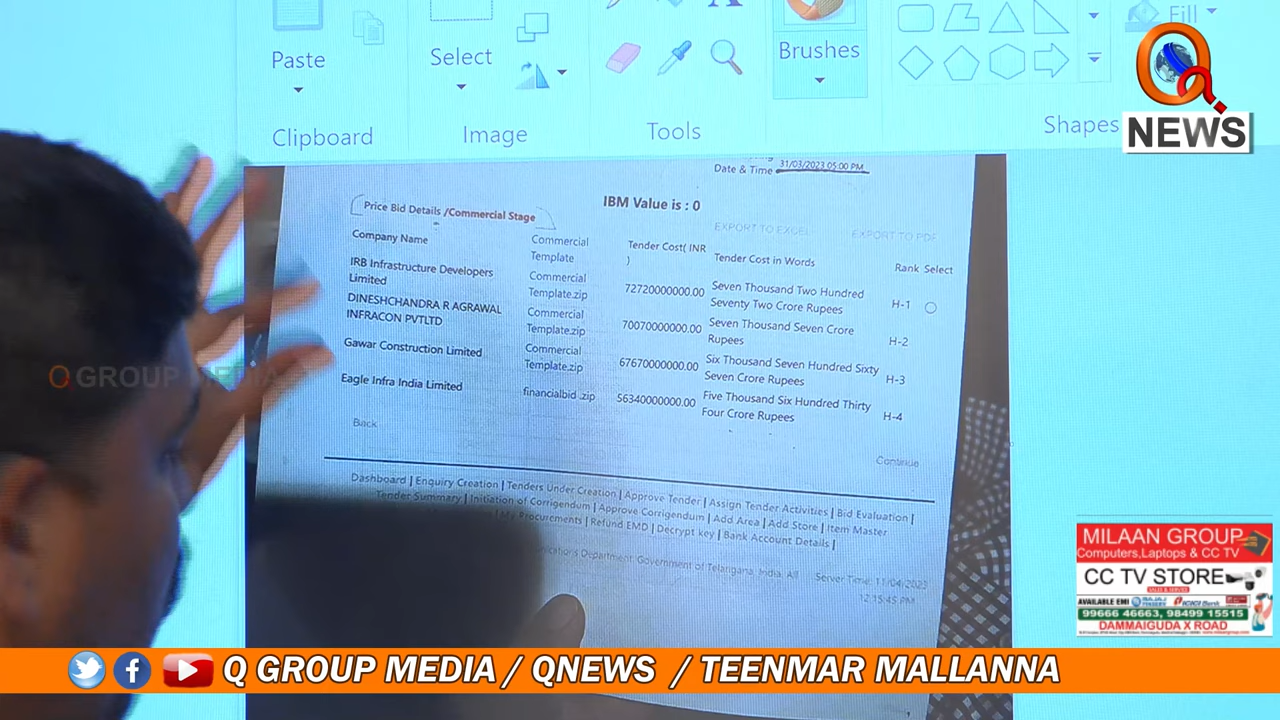 Fill
Paste
Select
Brushes
Clipboard
Image
Tools
Shapes
Q
NEWS
Date & Time 31/03/2023 05:00 PM
IBM Value is : 0
Price Bid Details /Commercial Stage
EXPORT TO EXCEL EXPORT TO PDF
Company Name Commercial Template Tender Cost( INR ) Tender Cost in Words Rank Select
IRB Infrastructure Developers Limited Commercial Template.zip 72720000000.00 Seven Thousand Two Hundred Seventy Two Crore Rupees H-1
DINESHCHANDRA R AGRAWAL INFRACON PVTLTD Commercial Template.zip 70070000000.00 Seven Thousand Seven Crore Rupees H-2
Gawar Construction Limited Commercial Template.zip 67670000000.00 Six Thousand Seven Hundred Sixty Seven Crore Rupees H-3
Eagle Infra India Limited financialbid .zip 56340000000.00 Five Thousand Six Hundred Thirty Four Crore Rupees H-4
Back
Continue
Dashboard | Enquiry Creation | Tenders Under Creation | Approve Tender | Assign Tender Activities | Bid Evaluation |
Tender Summary | Initiation of Corrigendum | Approve Corrigendum | Add Area | Add Store | Item Master
My Procurements | Refund EMD | Decrypt key | Bank Account Details |
Department, Government of Telangana, India. All Server Time: 11/04/2023
12:15:45 PM
Q GROUP MEDIA
MILAAN GROUP
Computers,Laptops & CC TV
CC TV STORE
SALES & SERVICE
AVAILABLE EMI BAJAJ FINSERV ICICI Bank
99666 46663, 98499 15515
DAMMAIGUDA X ROAD
Q GROUP MEDIA / QNEWS / TEENMAR MALLANNA